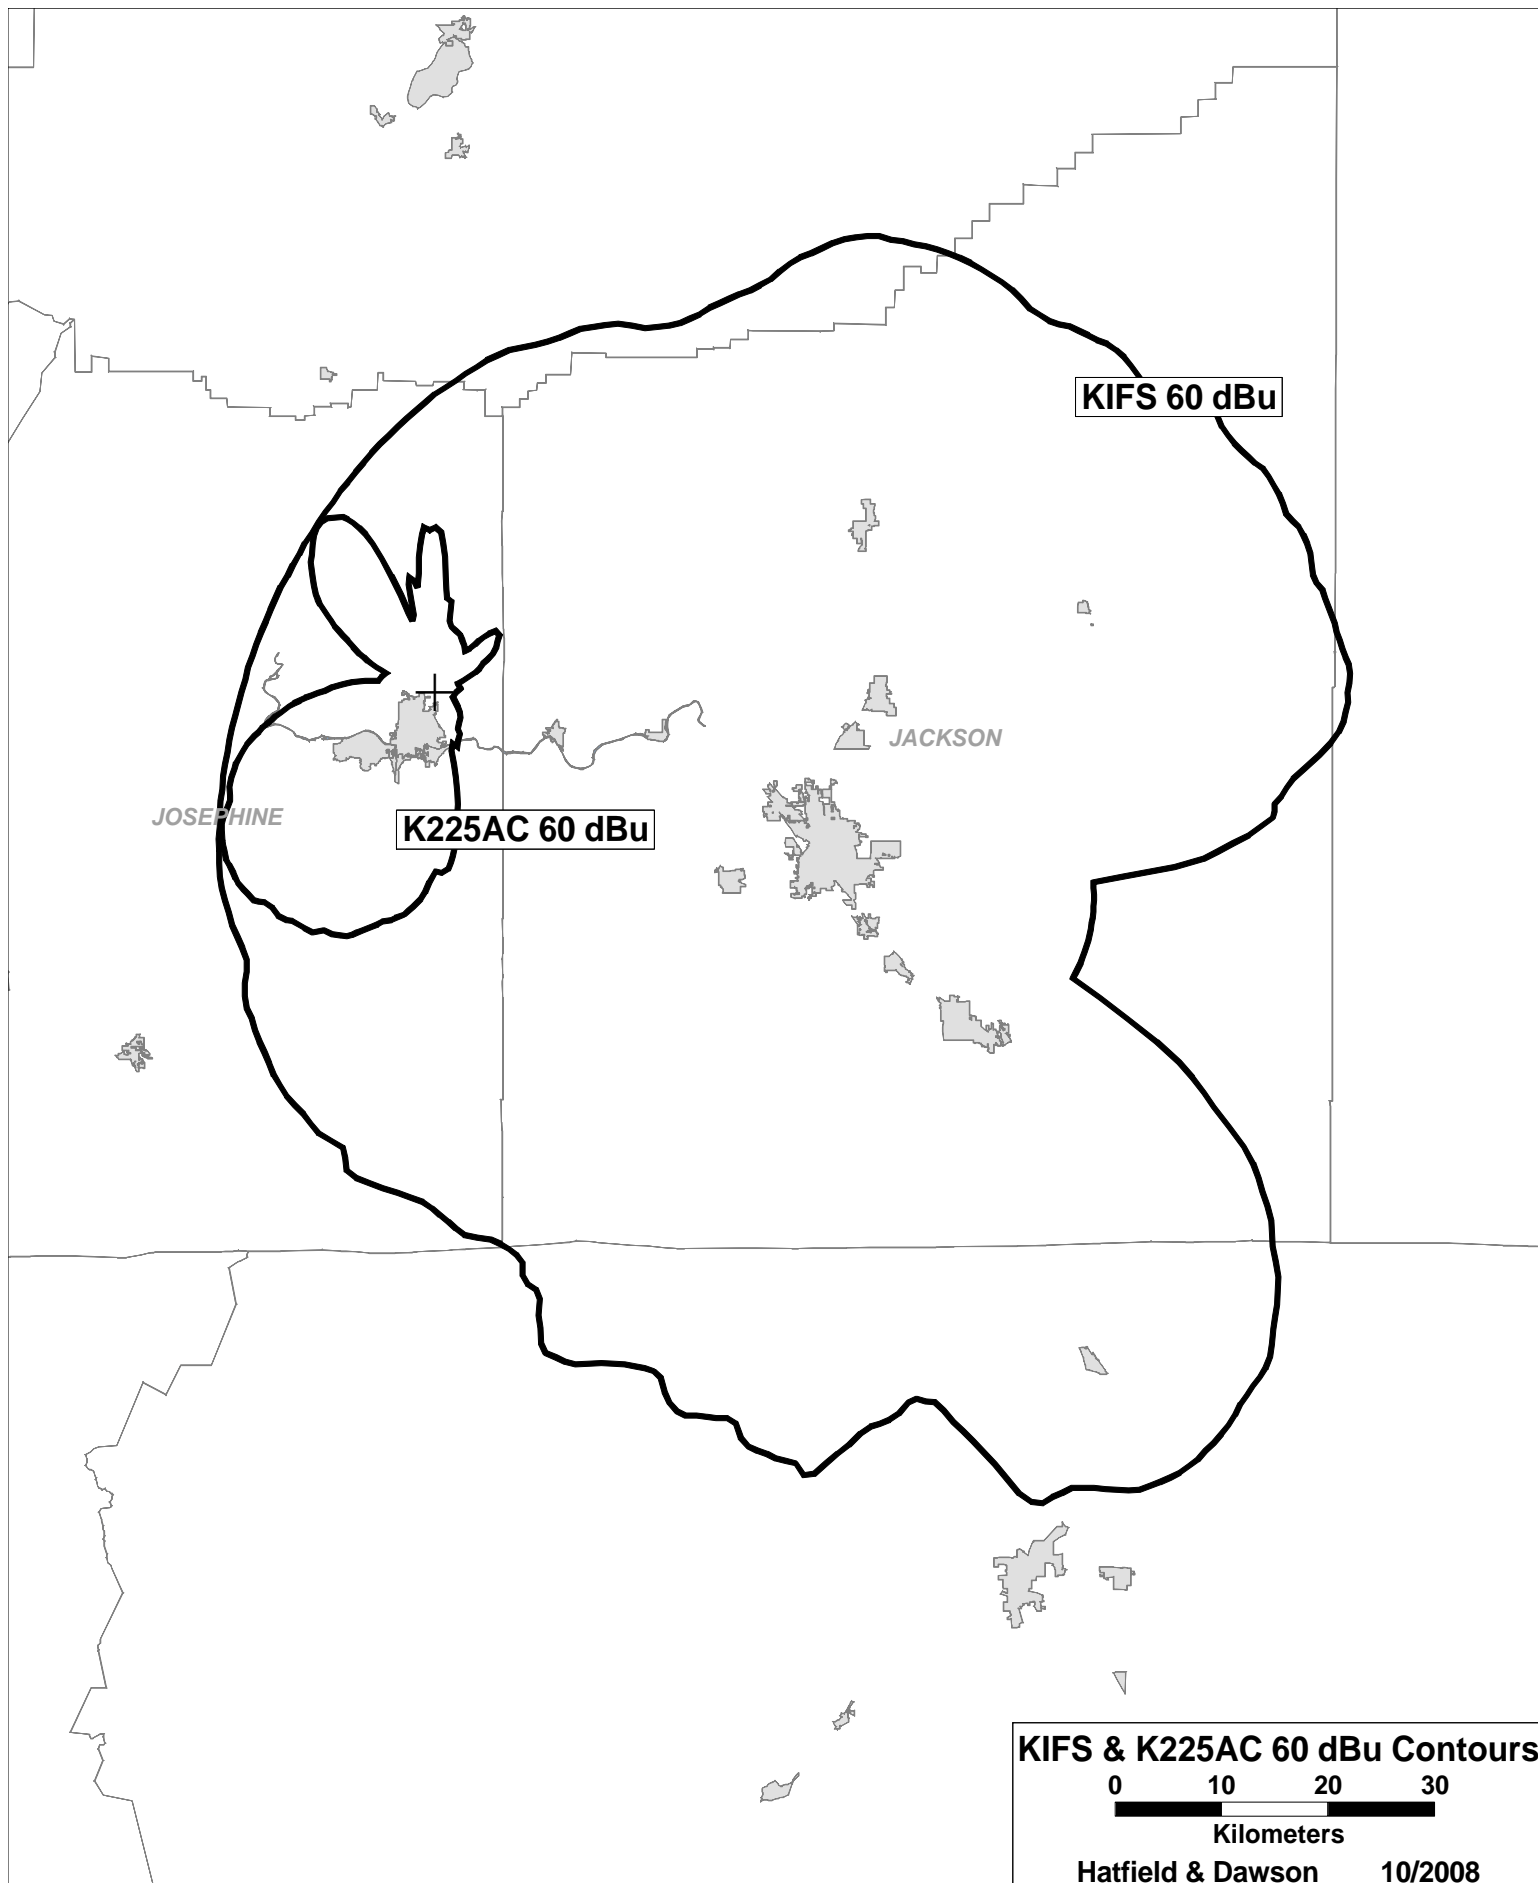 KIFS 60 dBu
JACKSON
JOSEPHINE
K225AC 60 dBu
KIFS & K225AC 60 dBu Contours
0 10 20 30
Kilometers
Hatfield & Dawson 10/2008